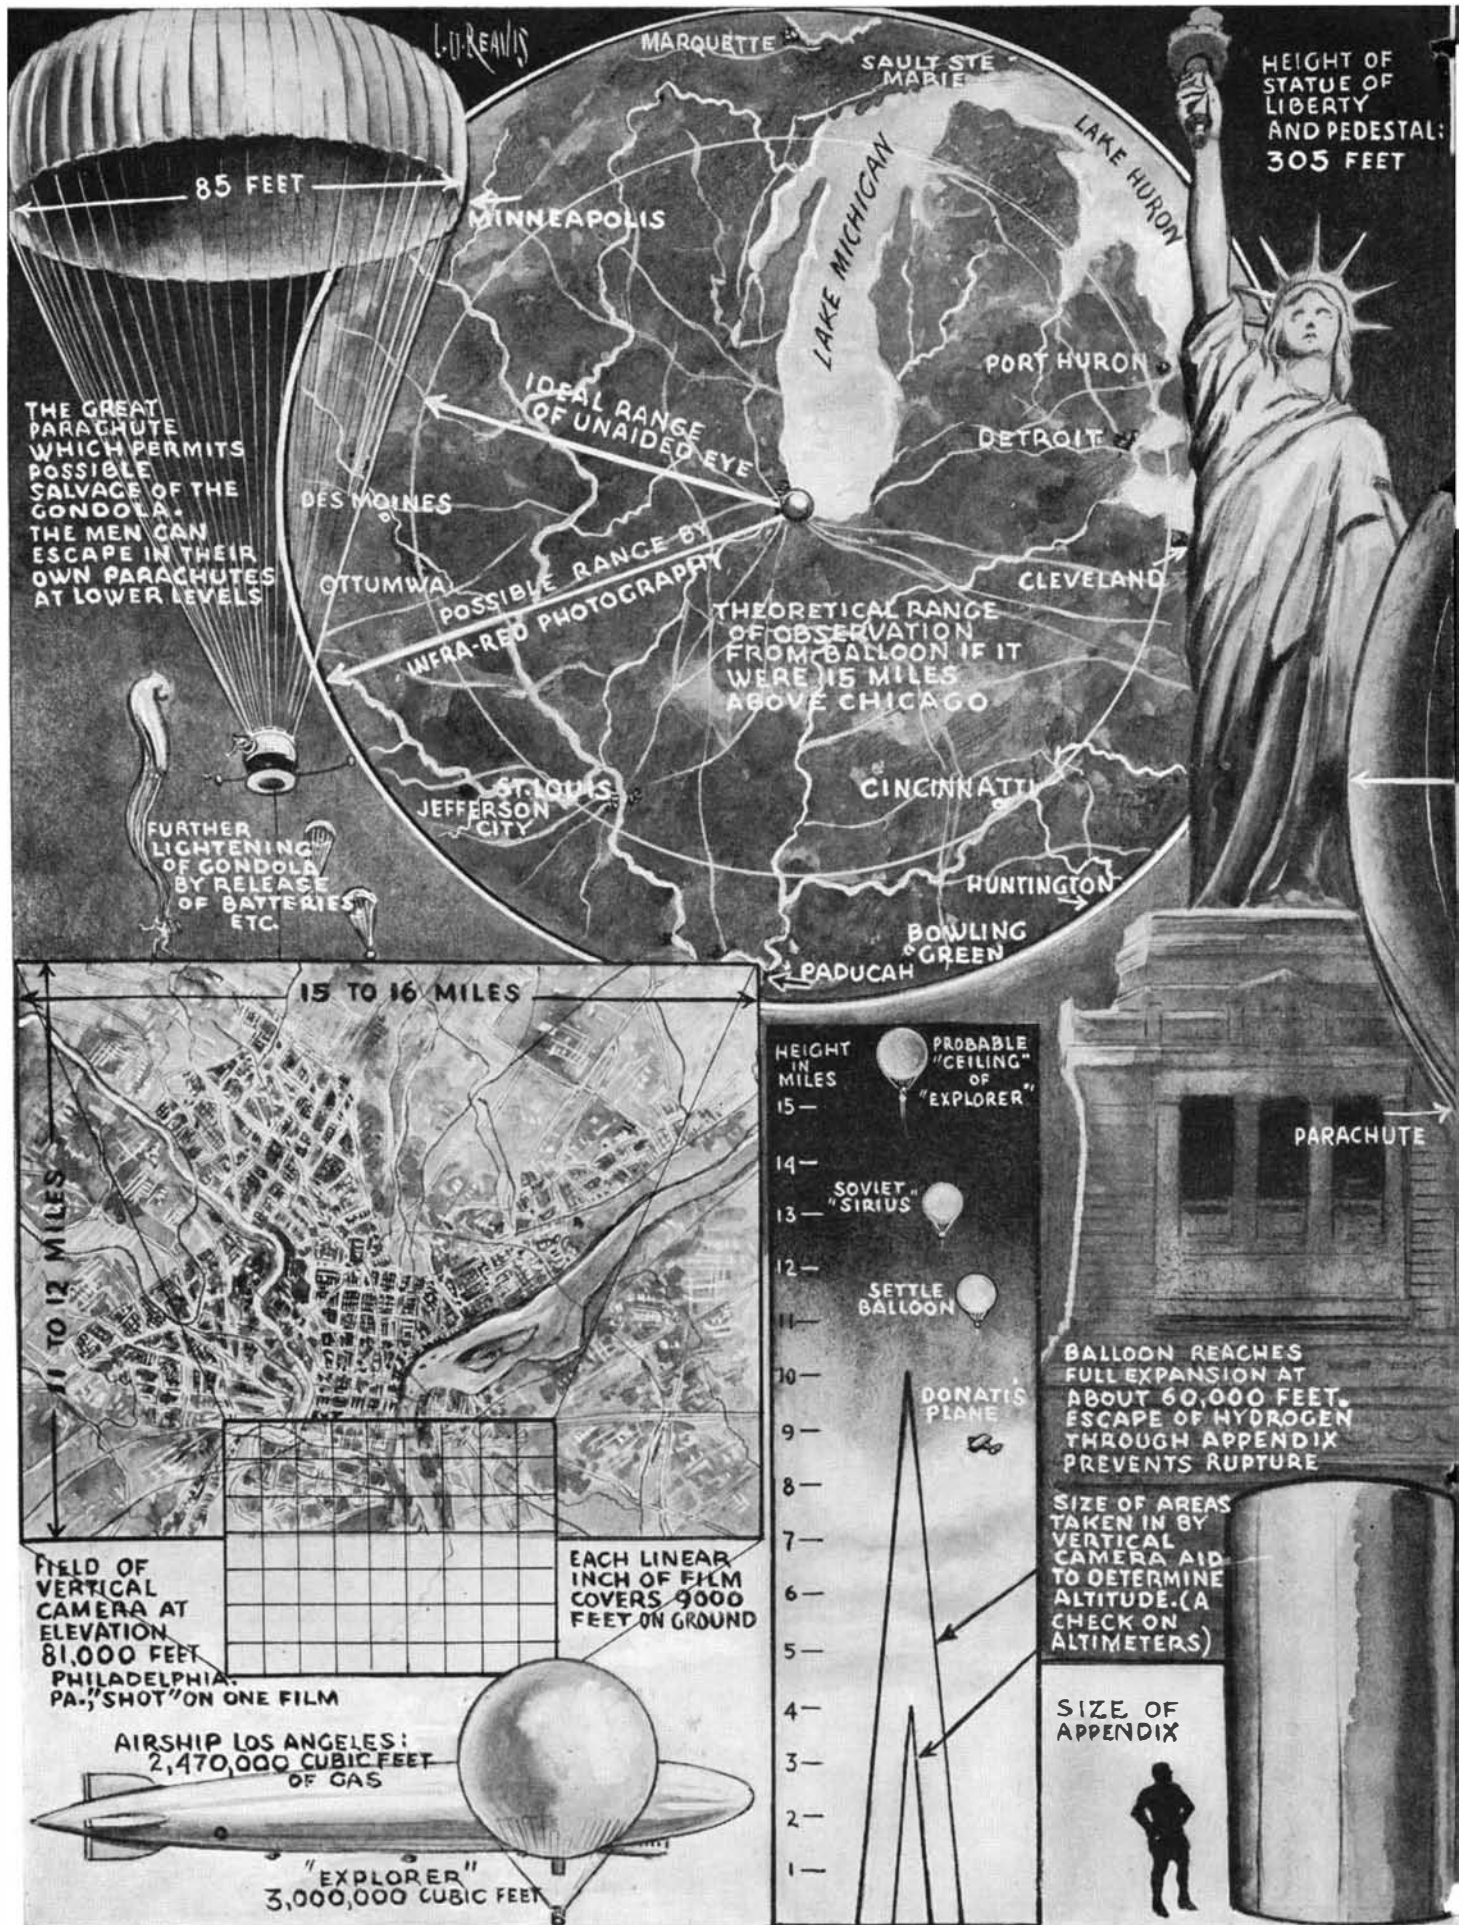 L.D. REAVIS
MARQUETTE
SAULT STE
MARIE
LAKE HURON
LAKE MICHIGAN
HEIGHT OF
STATUE OF
LIBERTY
AND PEDESTAL:
305 FEET
85 FEET
MINNEAPOLIS
IDEAL RANGE
OF UNAIDED EYE
PORT HURON
DETROIT
THE GREAT
PARACHUTE
WHICH PERMITS
POSSIBLE
SALVAGE OF THE
GONDOLA.
THE MEN CAN
ESCAPE IN THEIR
OWN PARACHUTES
AT LOWER LEVELS
DES MOINES
OTTUMWA
POSSIBLE RANGE BY
INFRA-RED PHOTOGRAPHY
CLEVELAND
THEORETICAL RANGE
OF OBSERVATION
FROM BALLOON IF IT
WERE 15 MILES
ABOVE CHICAGO
ST. LOUIS
JEFFERSON
CITY
CINCINNATTI
HUNTINGTON
BOWLING
GREEN
PADUCAH
FURTHER
LIGHTENING
OF GONDOLA
BY RELEASE
OF BATTERIES
ETC.
15 TO 16 MILES
11 TO 12 MILES
HEIGHT
IN
MILES
PROBABLE
"CEILING"
OF
"EXPLORER"
15
14
SOVIET
"SIRIUS"
13
12
SETTLE
BALLOON
11
10
DONATI'S
PLANE
9
8
7
6
5
4
3
2
1
PARACHUTE
BALLOON REACHES
FULL EXPANSION AT
ABOUT 60,000 FEET.
ESCAPE OF HYDROGEN
THROUGH APPENDIX
PREVENTS RUPTURE
SIZE OF AREAS
TAKEN IN BY
VERTICAL
CAMERA AID
TO DETERMINE
ALTITUDE. (A
CHECK ON
ALTIMETERS)
SIZE OF
APPENDIX
FIELD OF
VERTICAL
CAMERA AT
ELEVATION
81,000 FEET
PHILADELPHIA.
PA., "SHOT" ON ONE FILM
EACH LINEAR
INCH OF FILM
COVERS 9000
FEET ON GROUND
AIRSHIP LOS ANGELES:
2,470,000 CUBIC FEET
OF GAS
"EXPLORER"
3,000,000 CUBIC FEET